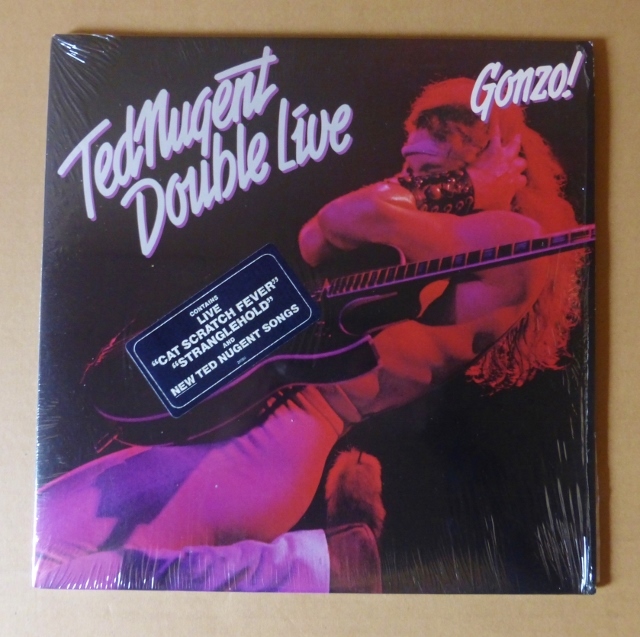 Ted Nugent
Double Live
Gonzo!
CONTAINS
LIVE
"CAT SCRATCH FEVER"
"STRANGLEHOLD"
AND
NEW TED NUGENT SONGS